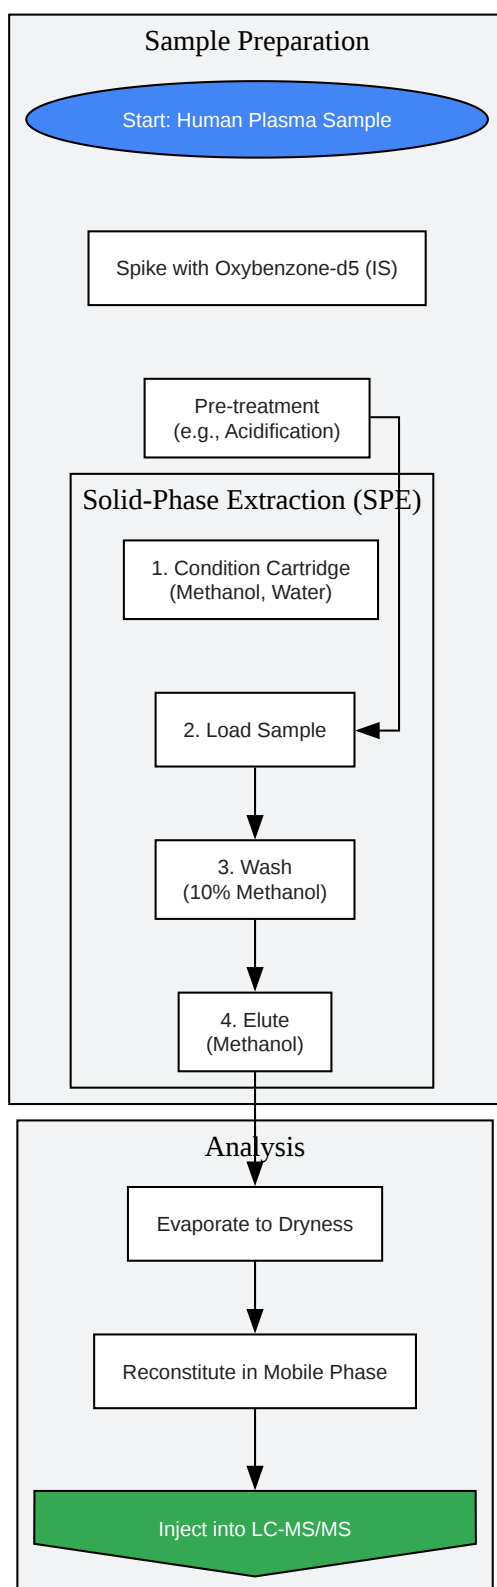 Sample Preparation
Start: Human Plasma Sample
Spike with Oxybenzone-d5 (IS)
Pre-treatment
(e.g., Acidification)
Solid-Phase Extraction (SPE)
1. Condition Cartridge
(Methanol, Water)
2. Load Sample
3. Wash
(10% Methanol)
4. Elute
(Methanol)
Analysis
Evaporate to Dryness
Reconstitute in Mobile Phase
Inject into LC-MS/MS